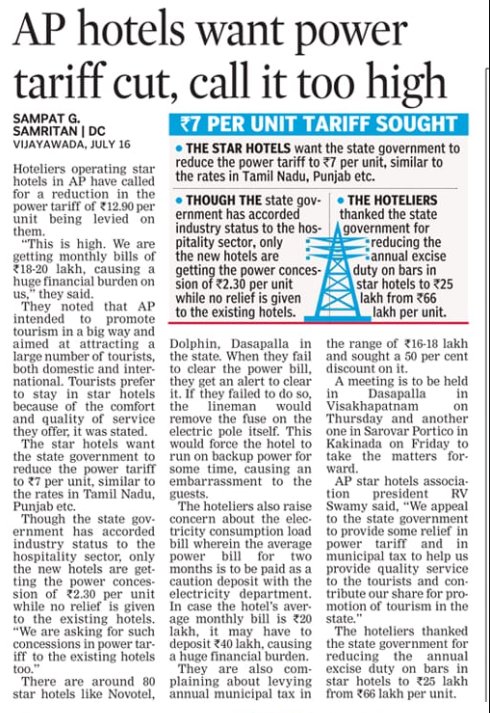 AP hotels want power
tariff cut, call it too high
SAMPAT G.
SAMRITAN | DC
VIJAYAWADA, JULY 16
Hoteliers operating star
hotels in AP have called
for a reduction in the
power tariff of ₹12.90 per
unit being levied on
them.
“This is high. We are
getting monthly bills of
₹18-20 lakh, causing a
huge financial burden on
us,” they said.
They noted that AP
intended to promote
tourism in a big way and
aimed at attracting a
large number of tourists,
both domestic and inter-
national. Tourists prefer
to stay in star hotels
because of the comfort
and quality of service
they offer, it was stated.
The star hotels want
the state government to
reduce the power tariff
to ₹7 per unit, similar to
the rates in Tamil Nadu,
Punjab etc.
Though the state gov-
ernment has accorded
industry status to the
hospitality sector, only
the new hotels are get-
ting the power conces-
sion of ₹2.30 per unit
while no relief is given
to the existing hotels.
“We are asking for such
concessions in power tar-
iff to the existing hotels
too.”
There are around 80
star hotels like Novotel,
₹7 PER UNIT TARIFF SOUGHT
• THE STAR HOTELS want the state government to
reduce the power tariff to ₹7 per unit, similar to
the rates in Tamil Nadu, Punjab etc.
• THOUGH THE state gov-
ernment has accorded
industry status to the hos-
pitality sector, only
the new hotels are
getting the power conces-
sion of ₹2.30 per unit
while no relief is given
to the existing hotels.
• THE HOTELIERS
thanked the state
government for
reducing the
annual excise
duty on bars in
star hotels to ₹25
lakh from ₹66
lakh per unit.
Dolphin, Dasapalla in
the state. When they fail
to clear the power bill,
they get an alert to clear
it. If they failed to do so,
the lineman would
remove the fuse on the
electric pole itself. This
would force the hotel to
run on backup power for
some time, causing an
embarrassment to the
guests.
The hoteliers also raise
concern about the elec-
tricity consumption load
bill wherein the average
power bill for two
months is to be paid as a
caution deposit with the
electricity department.
In case the hotel’s aver-
age monthly bill is ₹20
lakh, it may have to
deposit ₹40 lakh, causing
a huge financial burden.
They are also com-
plaining about levying
annual municipal tax in
the range of ₹16-18 lakh
and sought a 50 per cent
discount on it.
A meeting is to be held
in Dasapalla in
Visakhapatnam on
Thursday and another
one in Sarovar Portico in
Kakinada on Friday to
take the matters for-
ward.
AP star hotels associa-
tion president RV
Swamy said, “We appeal
to the state government
to provide some relief in
power tariff and in
municipal tax to help us
provide quality service
to the tourists and con-
tribute our share for pro-
motion of tourism in the
state.”
The hoteliers thanked
the state government for
reducing the annual
excise duty on bars in
star hotels to ₹25 lakh
from ₹66 lakh per unit.